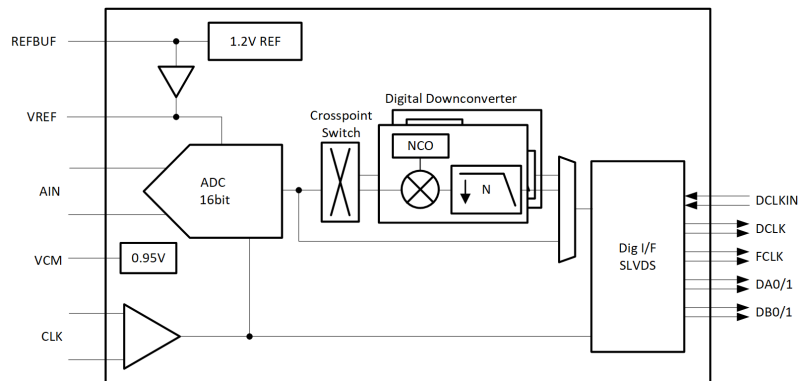 REFBUF
1.2V REF
VREF
Crosspoint
Switch
Digital Downconverter
NCO
N
AIN
ADC
16bit
VCM
0.95V
CLK
Dig I/F
SLVDS
DCLKIN
DCLK
FCLK
DA0/1
DB0/1